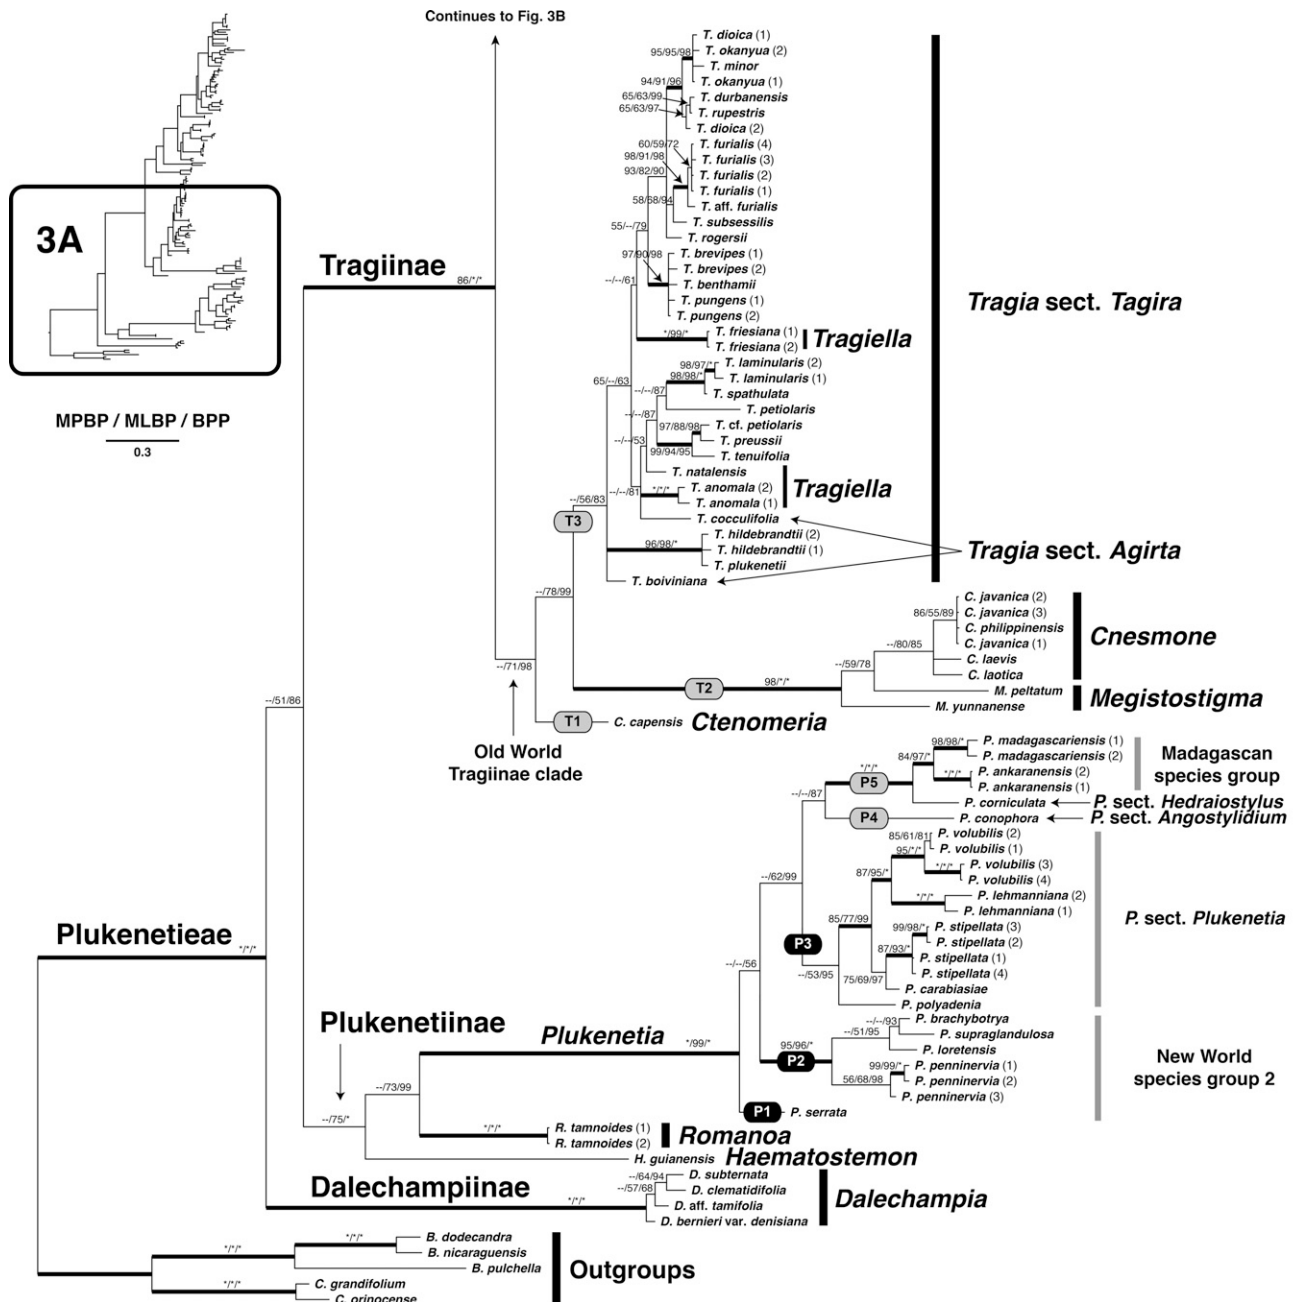 Continues to Fig. 3B
3A
MPBP / MLBP / BPP
0.3
Tragiinae
86/*/*
T. dioica (1)
95/95/98
T. okanyua (2)
T. minor
94/91/96
T. okanyua (1)
65/63/99
T. durbanensis
65/63/97
T. rupestris
T. dioica (2)
60/59/72
T. furialis (4)
98/91/98
T. furialis (3)
93/82/90
T. furialis (2)
T. furialis (1)
58/68/94
T. aff. furialis
T. subsessilis
55/--/79
T. rogersii
97/90/98
T. brevipes (1)
T. brevipes (2)
--/--/61
T. benthamii
T. pungens (1)
T. pungens (2)
Tragia sect. Tagira
*/99/*
T. friesiana (1)
T. friesiana (2)
Tragiella
98/97/*
T. laminularis (2)
98/98/*
T. laminularis (1)
65/--/63
--/--/87
T. spathulata
T. petiolaris
--/--/87
97/88/98
T. cf. petiolaris
--/--/53
T. preussii
99/94/95
T. tenuifolia
T. natalensis
--/--/81
*/*/*
T. anomala (2)
T. anomala (1)
Tragiella
--/56/83
T3
T. cocculifolia
T. hildebrandtii (2)
96/98/*
T. hildebrandtii (1)
T. plukenetii
T. boiviniana
Tragia sect. Agirta
--/78/99
C. javanica (2)
86/55/89
C. javanica (3)
C. philippinensis
C. javanica (1)
--/80/85
C. laevis
C. laotica
Cnesmone
--/59/78
T2
98/*/*
M. peltatum
M. yunnanense
Megistostigma
--/71/98
T1
C. capensis
Ctenomeria
Old World
Tragiinae clade
--/51/86
98/98/*
P. madagascariensis (1)
P. madagascariensis (2)
84/97/*
*/*/*
P. ankaranensis (2)
P. ankaranensis (1)
Madagascan
species group
*/*/*
P5
--/--/87
P. corniculata
P. sect. Hedraiostylus
P4
P. conophora
P. sect. Angostylidium
85/61/81
P. volubilis (2)
95/*/*
P. volubilis (1)
*/*/*
P. volubilis (3)
P. volubilis (4)
87/95/*
--/62/99
*/*/*
P. lehmanniana (2)
P. lehmanniana (1)
85/77/99
99/98/*
P. stipellata (3)
P. stipellata (2)
87/93/*
P. stipellata (1)
P. stipellata (4)
75/69/97
P. carabiasiae
P3
--/53/95
P. polyadenia
P. sect. Plukenetia
--/--/56
--/--/93
P. brachybotrya
--/51/95
P. supraglandulosa
P. loretensis
95/96/*
P2
99/99/*
P. penninervia (1)
56/68/98
P. penninervia (2)
P. penninervia (3)
New World
species group 2
P1
P. serrata
Plukenetieae
*/*/*
Plukenetiinae
Plukenetia
*/99/*
--/73/99
--/75/*
*/*/*
R. tamnoides (1)
R. tamnoides (2)
Romanoa
H. guianensis
Haematostemon
Dalechampiinae
*/*/*
--/64/94
D. subternata
--/57/68
D. clematidifolia
D. aff. tamifolia
D. bernieri var. denisiana
Dalechampia
*/*/*
B. dodecandra
*/*/*
B. nicaraguensis
B. pulchella
*/*/*
C. grandifolium
C. orinocense
Outgroups